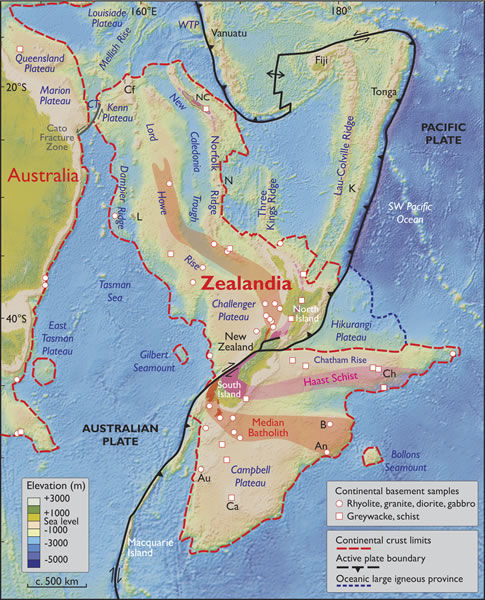 Louisiade
Plateau
160°E
180°
WTP
Vanuatu
Fiji
Mellish Rise
Queensland
Plateau
20°S
Marion
Plateau
CT
Kenn
Plateau
Cf
New
NC
Tonga
PACIFIC
PLATE
Cato
Fracture
Zone
Lord
Caledonia
Norfolk
Lau-Colville Ridge
Australia
Dampier Ridge
L
Howe
Trough
Ridge
N
Three
Kings Ridge
K
SW Pacific
Ocean
Rise
Tasman
Sea
Zealandia
Challenger
Plateau
North
Island
40°S
East
Tasman
Plateau
New
Zealand
Hikurangi Plateau
Gilbert
Seamount
Chatham Rise
South
Island
Haast Schist
Ch
AUSTRALIAN
PLATE
Median
Batholith
B
An
Bollons
Seamount
Au
Campbell
Plateau
Ca
Macquarie
Island
Elevation (m)
+3000
+1000
Sea level
-1000
-3000
-5000
c. 500 km
Continental basement samples
Rhyolite, granite, diorite, gabbro
Greywacke, schist
Continental crust limits
Active plate boundary
Oceanic large igneous province